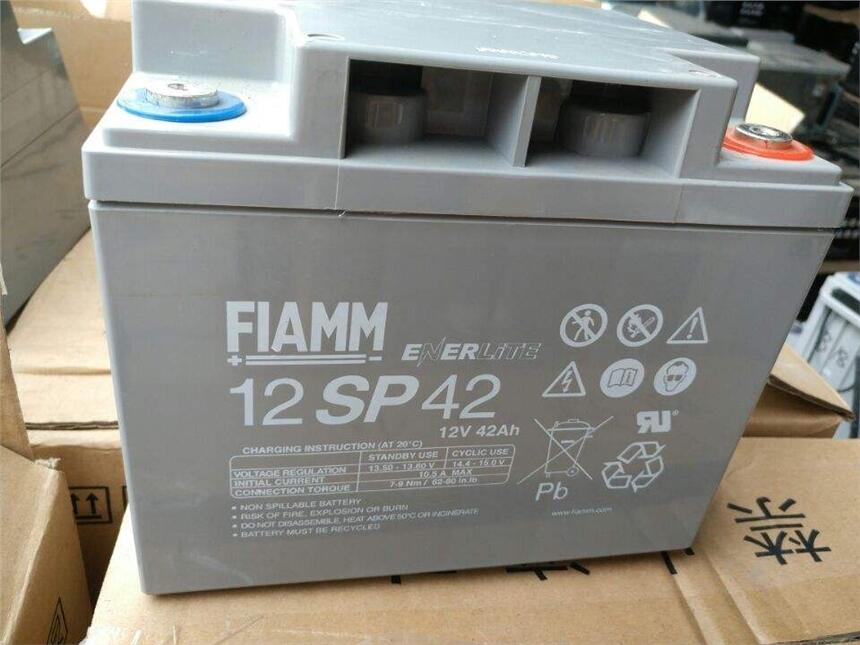 FIAMM
ENERLITE
12 SP 42
12V 42Ah
CHARGING INSTRUCTION (AT 20°C)
STANDBY USE CYCLIC USE
VOLTAGE REGULATION 13.50 - 13.80 V 14.4 - 15.0 V
INITIAL CURRENT 10.5 A MAX
CONNECTION TORQUE 7-9 Nm / 62-80 in.lb
• NON SPILLABLE BATTERY
• RISK OF FIRE, EXPLOSION OR BURN
• DO NOT DISASSEMBLE, HEAT ABOVE 50°C OR INCINERATE
• BATTERY MUST BE RECYCLED
Pb
www.fiamm.com